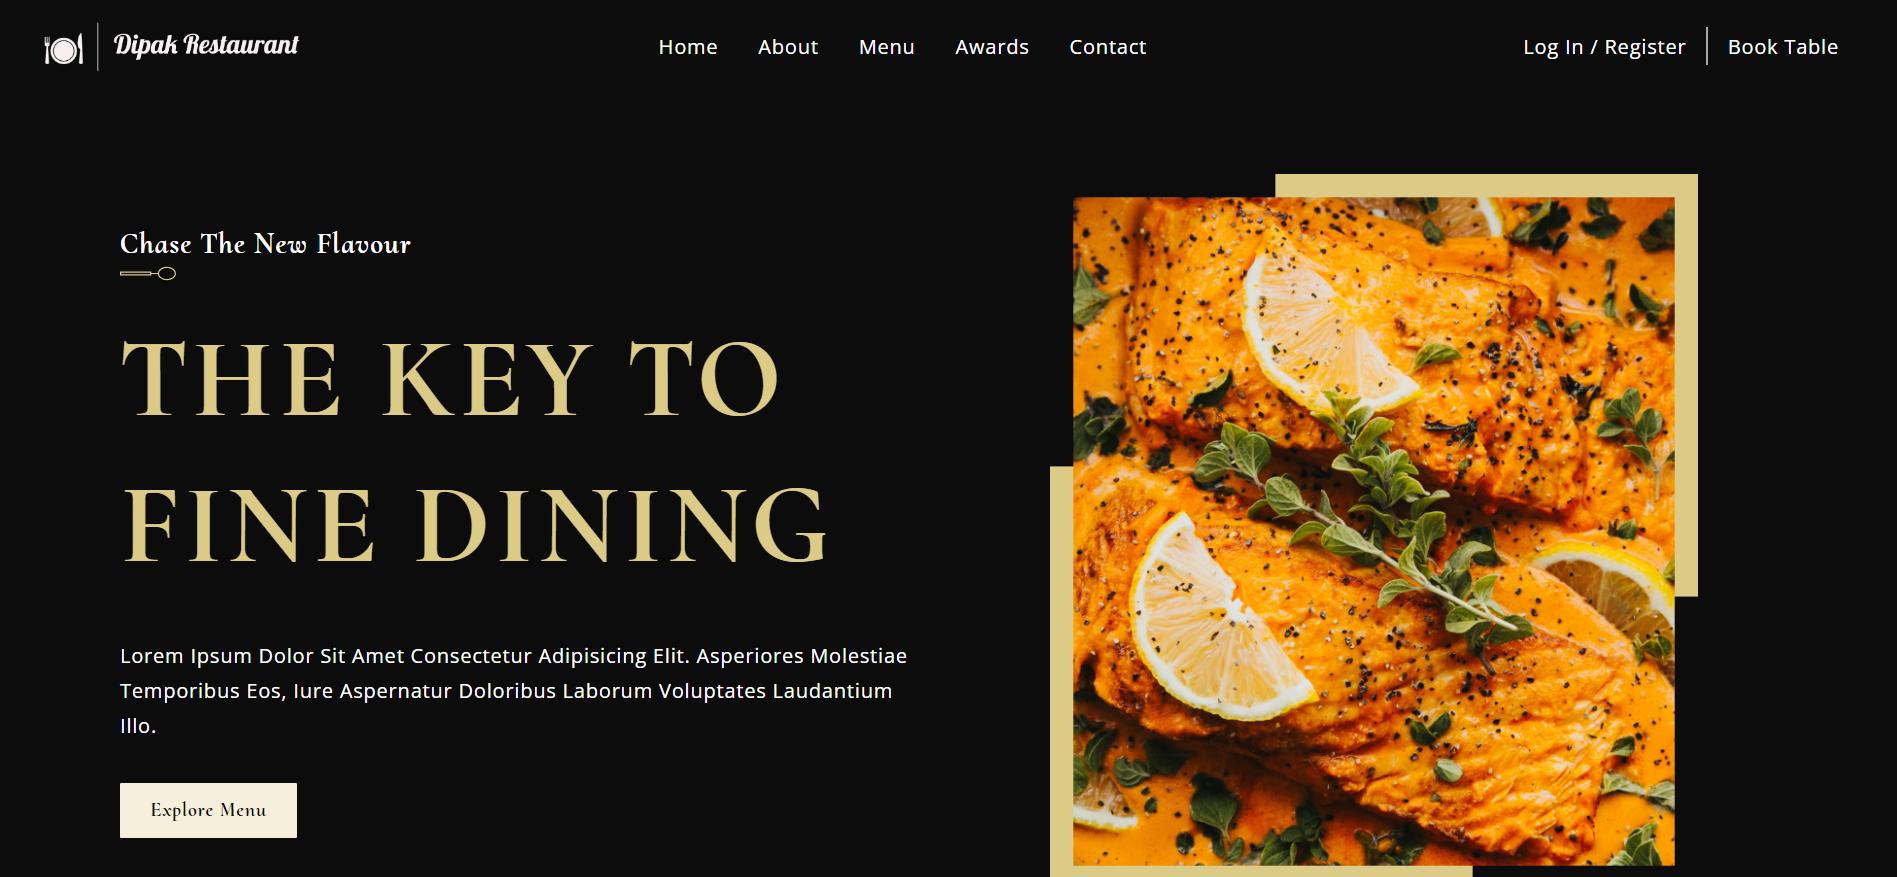 Dipak Restaurant
Home About Menu Awards Contact
Log In / Register Book Table
Chase The New Flavour
THE KEY TO
FINE DINING
Lorem Ipsum Dolor Sit Amet Consectetur Adipisicing Elit. Asperiores Molestiae
Temporibus Eos, Iure Aspernatur Doloribus Laborum Voluptates Laudantium
Illo.
Explore Menu